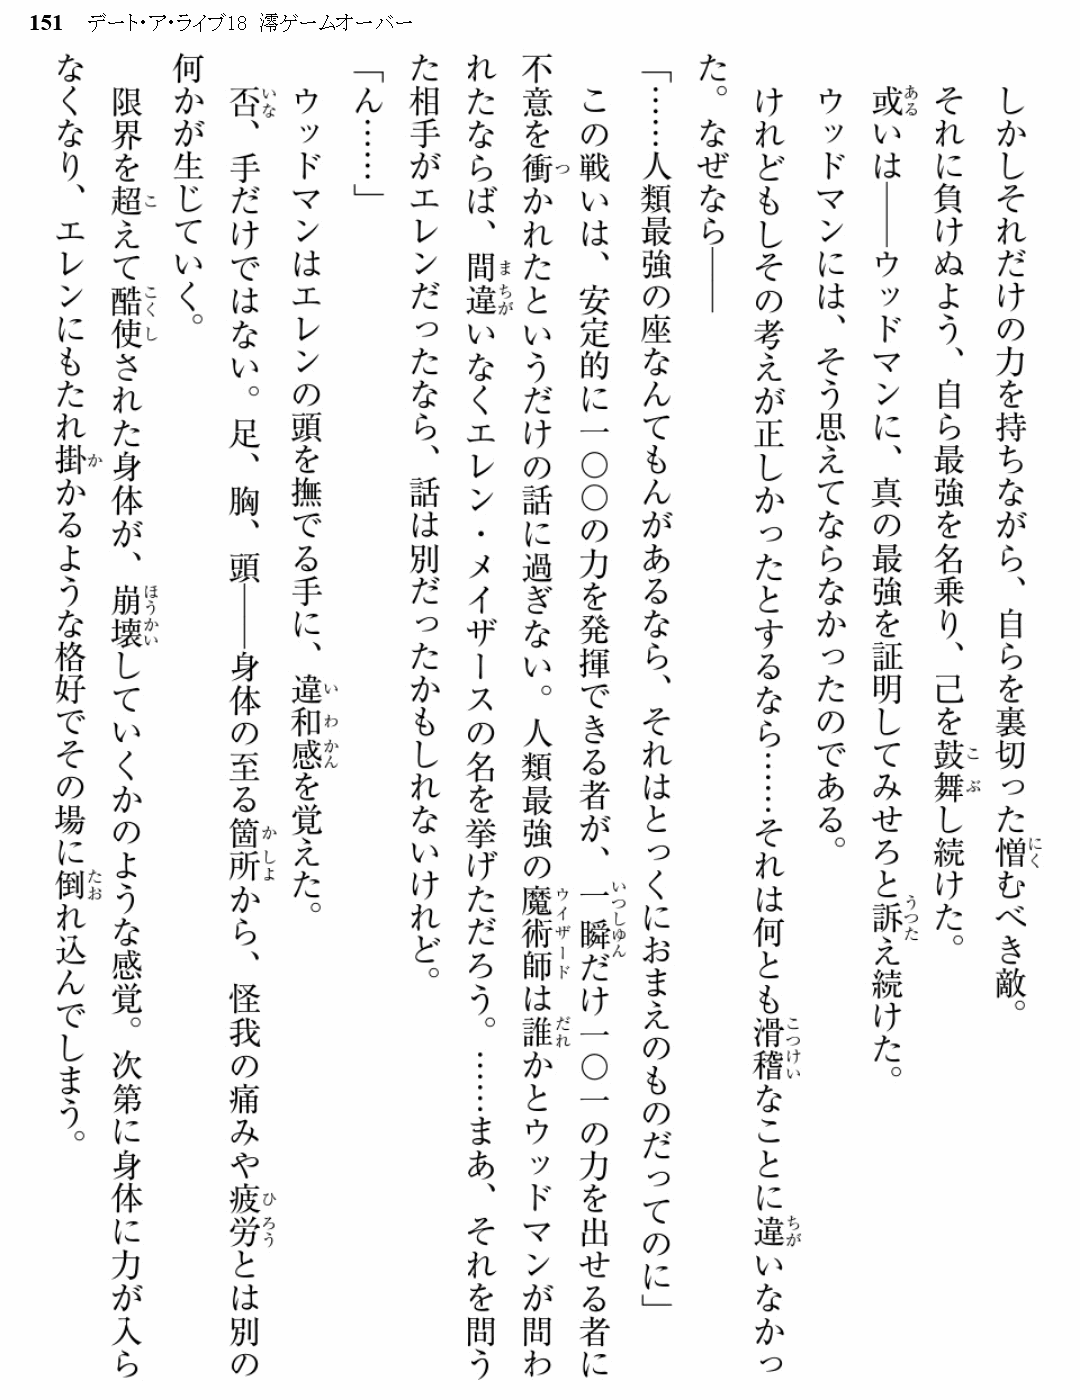 151 デート・ア・ライブ18 澪ゲームオーバー
しかしそれだけの力を持ちながら、自らを裏切った憎むべき敵。
それに負けぬよう、自ら最強を名乗り、己を鼓舞し続けた。
或いは――ウッドマンに、真の最強を証明してみせろと訴え続けた。
ウッドマンには、そう思えてならなかったのである。
けれどもしその考えが正しかったとするなら……それは何とも滑稽なことに違いなかっ
た。なぜなら――
「……人類最強の座なんてもんがあるなら、それはとっくにおまえのものだってのに」
この戦いは、安定的に一〇〇の力を発揮できる者が、一瞬だけ一〇一の力を出せる者に
不意を衝かれたというだけの話に過ぎない。人類最強の魔術師は誰かとウッドマンが問わ
れたならば、間違いなくエレン・メイザースの名を挙げただろう。……まあ、それを問う
た相手がエレンだったなら、話は別だったかもしれないけれど。
「ん……」
ウッドマンはエレンの頭を撫でる手に、違和感を覚えた。
否、手だけではない。足、胸、頭――身体の至る箇所から、怪我の痛みや疲労とは別の
何かが生じていく。
限界を超えて酷使された身体が、崩壊していくかのような感覚。次第に身体に力が入ら
なくなり、エレンにもたれ掛かるような格好でその場に倒れ込んでしまう。